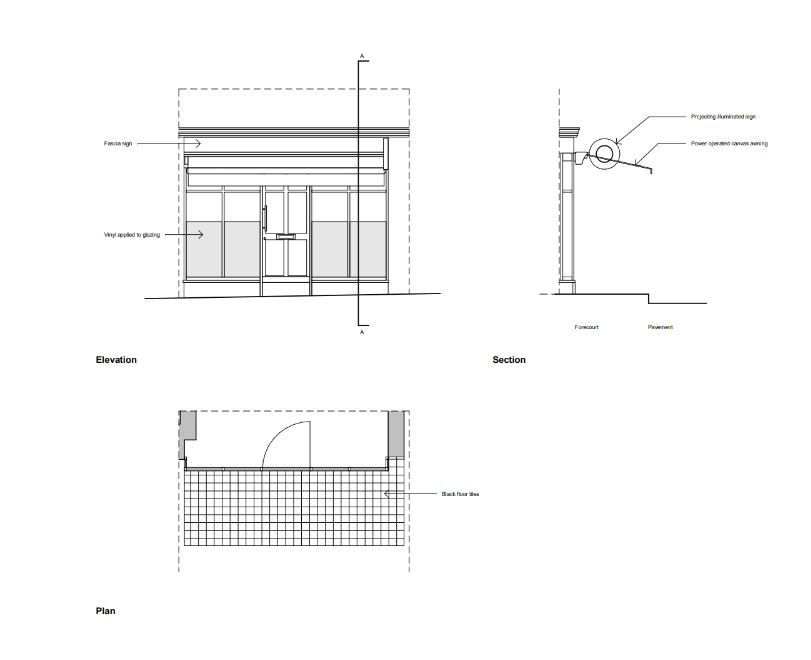 A
Fascia sign
Projecting illuminated sign
Power operated canvas awning
Vinyl applied to glazing
A
Forecourt
Pavement
Elevation
Section
Black floor tiles
Plan